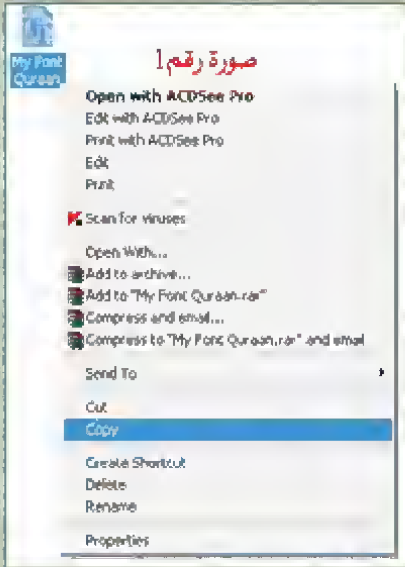 صورة رقم 1
My Font
Quraan
Open with ACDSee Pro
Edit with ACDSee Pro
Print with ACDSee Pro
Edit
Print
Scan for viruses
Open With...
Add to archive...
Add to "My Font Quraan.rar"
Compress and email...
Compress to "My Font Quraan.rar" and email
Send To
Cut
Copy
Create Shortcut
Delete
Rename
Properties